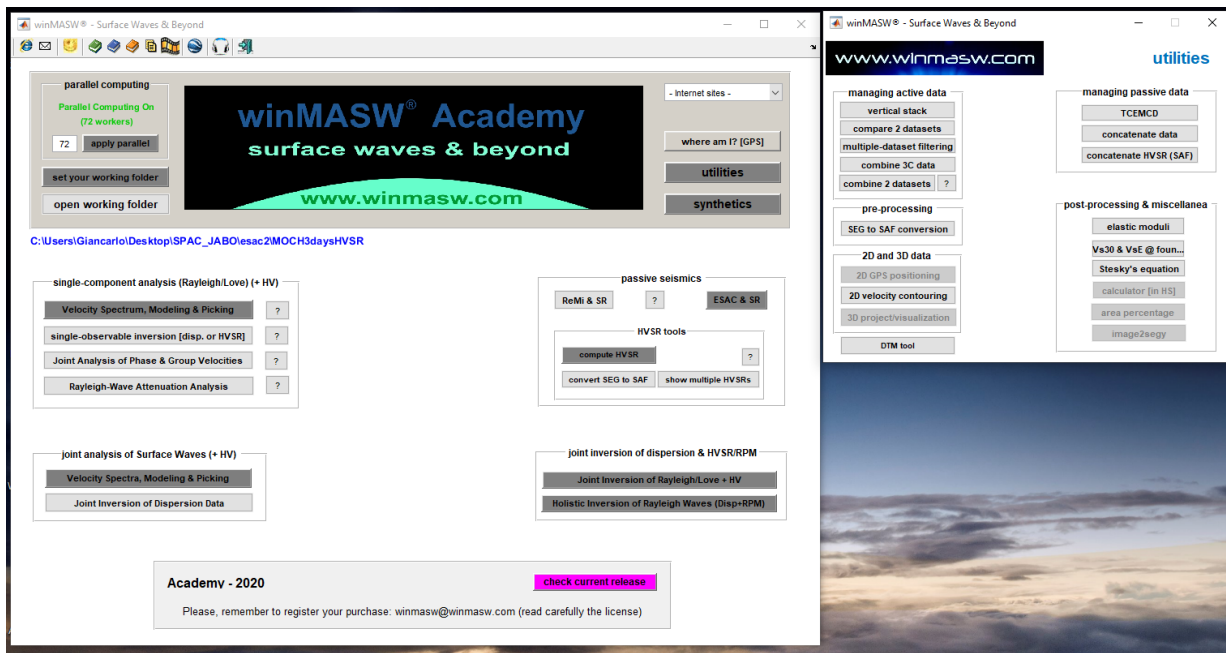 winMASW® - Surface Waves & Beyond
parallel computing
Parallel Computing On
(72 workers)
72
apply parallel
set your working folder
open working folder
winMASW® Academy
surface waves & beyond
www.winmasw.com
- Internet sites -
where am I? [GPS]
utilities
synthetics
C:\Users\Giancarlo\Desktop\SPAC_JABO\esac2\MOCH3daysHVSR
single-component analysis (Rayleigh/Love) (+ HV)
Velocity Spectrum, Modeling & Picking
?
single-observable inversion [disp. or HVSR]
?
Joint Analysis of Phase & Group Velocities
?
Rayleigh-Wave Attenuation Analysis
?
passive seismics
ReMi & SR
?
ESAC & SR
HVSR tools
compute HVSR
?
convert SEG to SAF
show multiple HVSRs
joint analysis of Surface Waves (+ HV)
Velocity Spectra, Modeling & Picking
Joint Inversion of Dispersion Data
joint inversion of dispersion & HVSR/RPM
Joint Inversion of Rayleigh/Love + HV
Holistic Inversion of Rayleigh Waves (Disp+RPM)
Academy - 2020
check current release
Please, remember to register your purchase: winmasw@winmasw.com (read carefully the license)
winMASW® - Surface Waves & Beyond
www.winmasw.com
utilities
managing active data
vertical stack
compare 2 datasets
multiple-dataset filtering
combine 3C data
combine 2 datasets
?
pre-processing
SEG to SAF conversion
2D and 3D data
2D GPS positioning
2D velocity contouring
3D project/visualization
DTM tool
managing passive data
TCEMCD
concatenate data
concatenate HVSR (SAF)
post-processing & miscellanea
elastic moduli
Vs30 & VsE @ foun...
Stesky's equation
calculator [in HS]
area percentage
image2segy